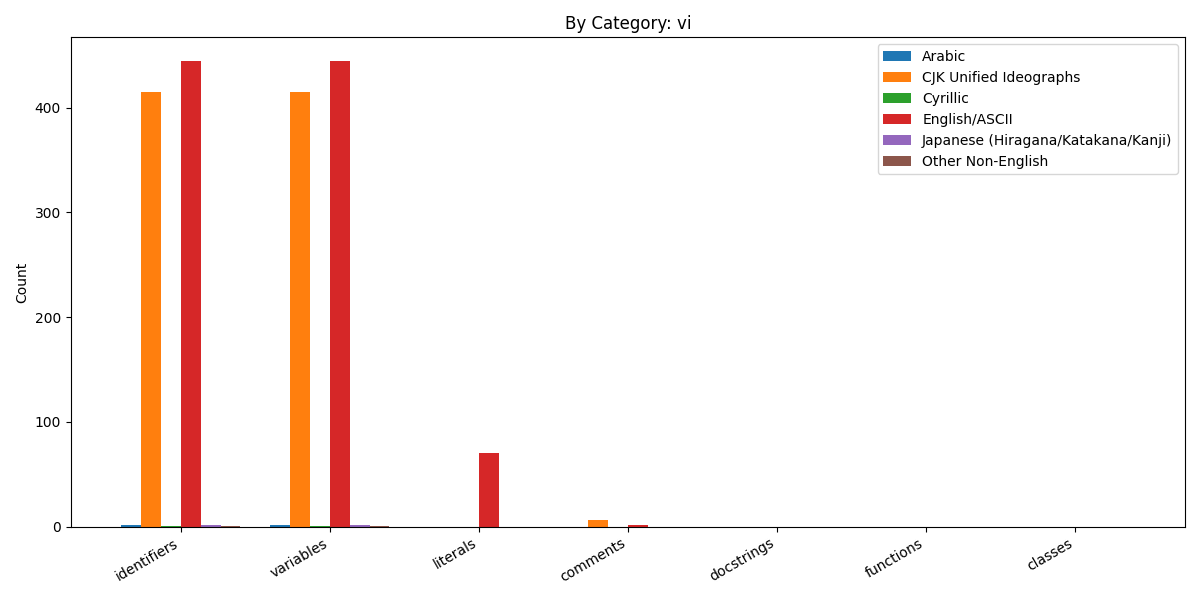 By Category: vi
Arabic
CJK Unified Ideographs
Cyrillic
English/ASCII
Japanese (Hiragana/Katakana/Kanji)
Other Non-English
Count
400
300
200
100
0
identifiers
variables
literals
comments
docstrings
functions
classes